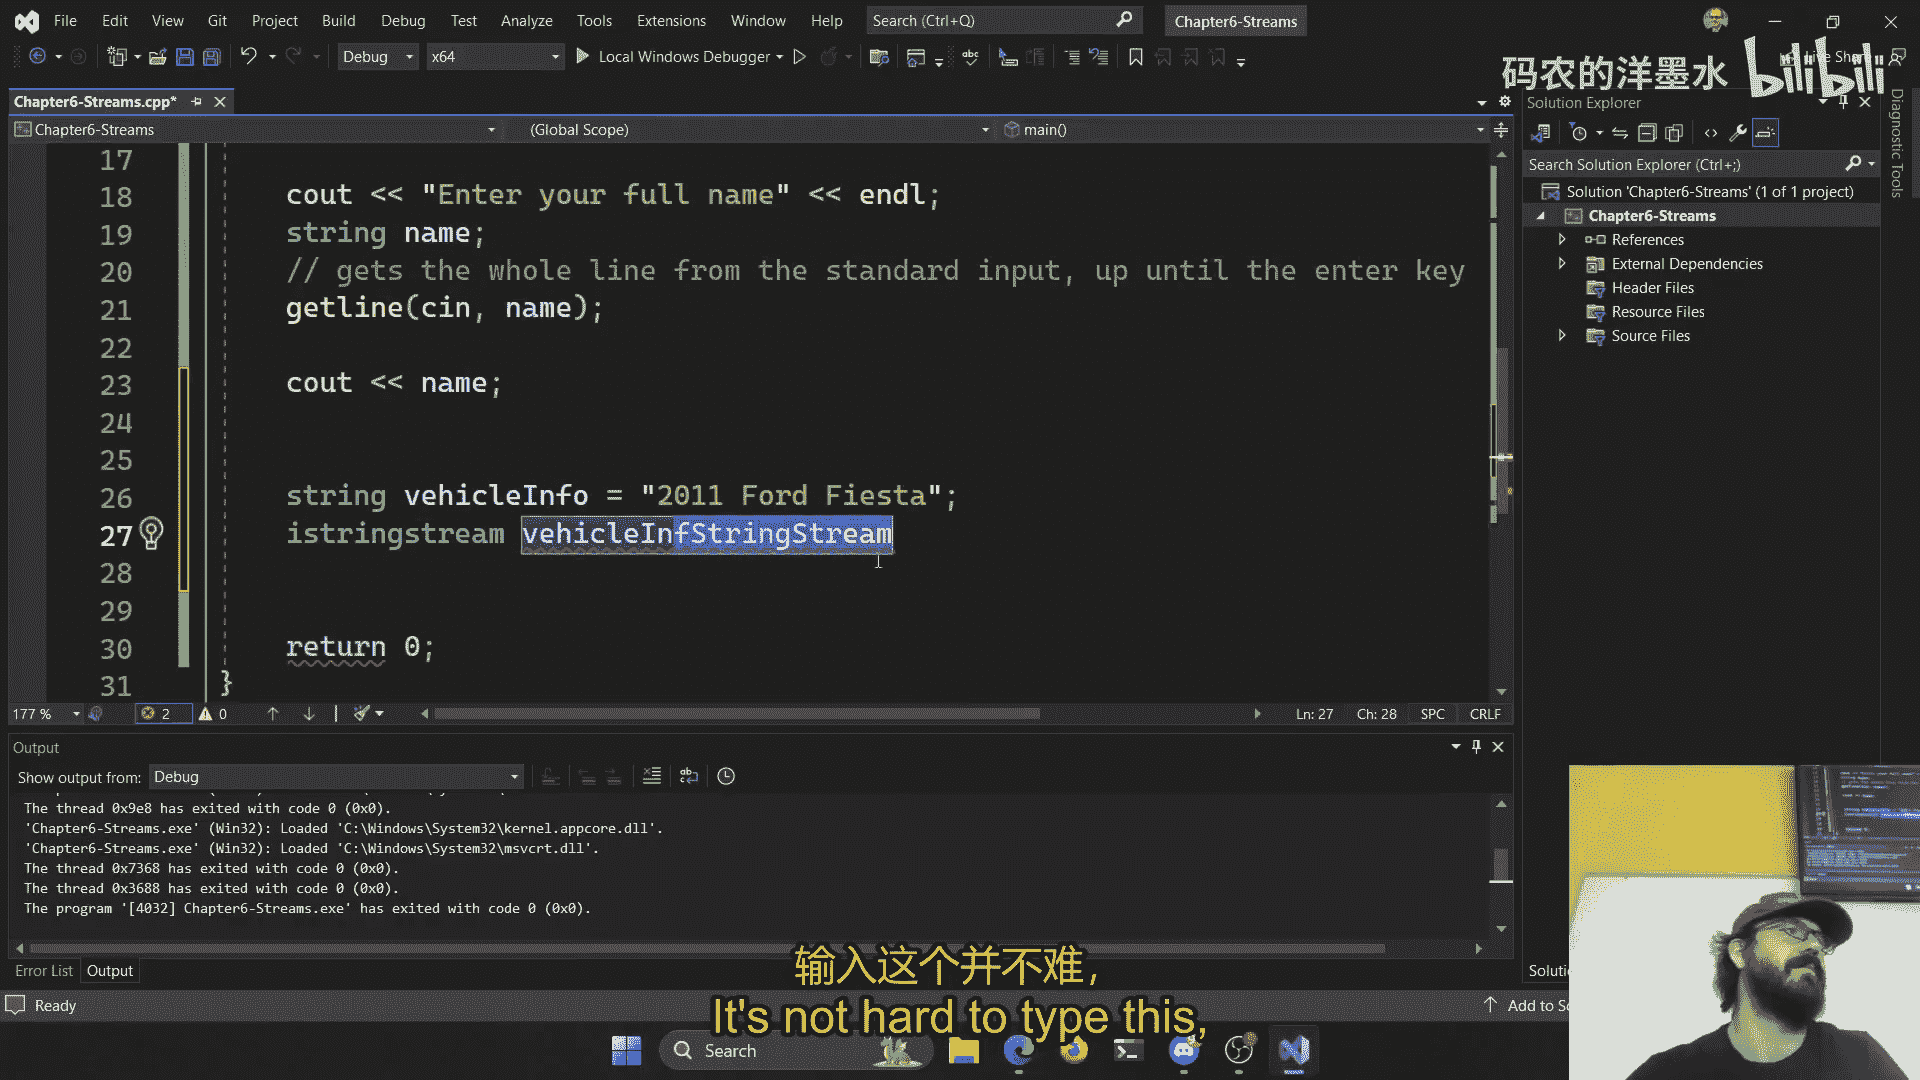 File Edit View Git Project Build Debug Test Analyze Tools Extensions Window Help Search (Ctrl+Q) Chapter6-Streams
Debug x64 Local Windows Debugger Live Share
码农的洋墨水 bilibili
Chapter6-Streams.cpp*
Chapter6-Streams (Global Scope) main()
17
18 cout << "Enter your full name" << endl;
19 string name;
20 // gets the whole line from the standard input, up until the enter key
21 getline(cin, name);
22
23 cout << name;
24
25
26 string vehicleInfo = "2011 Ford Fiesta";
27 istringstream vehicleInfStringStream
28
29
30 return 0;
31 }
177 % 2 0 Ln: 27 Ch: 28 SPC CRLF
Output
Show output from: Debug
The thread 0x9e8 has exited with code 0 (0x0).
'Chapter6-Streams.exe' (Win32): Loaded 'C:\Windows\System32\kernel.appcore.dll'.
'Chapter6-Streams.exe' (Win32): Loaded 'C:\Windows\System32\msvcrt.dll'.
The thread 0x7368 has exited with code 0 (0x0).
The thread 0x3688 has exited with code 0 (0x0).
The program '[4032] Chapter6-Streams.exe' has exited with code 0 (0x0).
Error List Output
Ready
Solution Explorer
Search Solution Explorer (Ctrl+;)
Solution 'Chapter6-Streams' (1 of 1 project)
Chapter6-Streams
References
External Dependencies
Header Files
Resource Files
Source Files
Diagnostic Tools
Soluti
Add to So
输入这个并不难，
It's not hard to type this,
Search